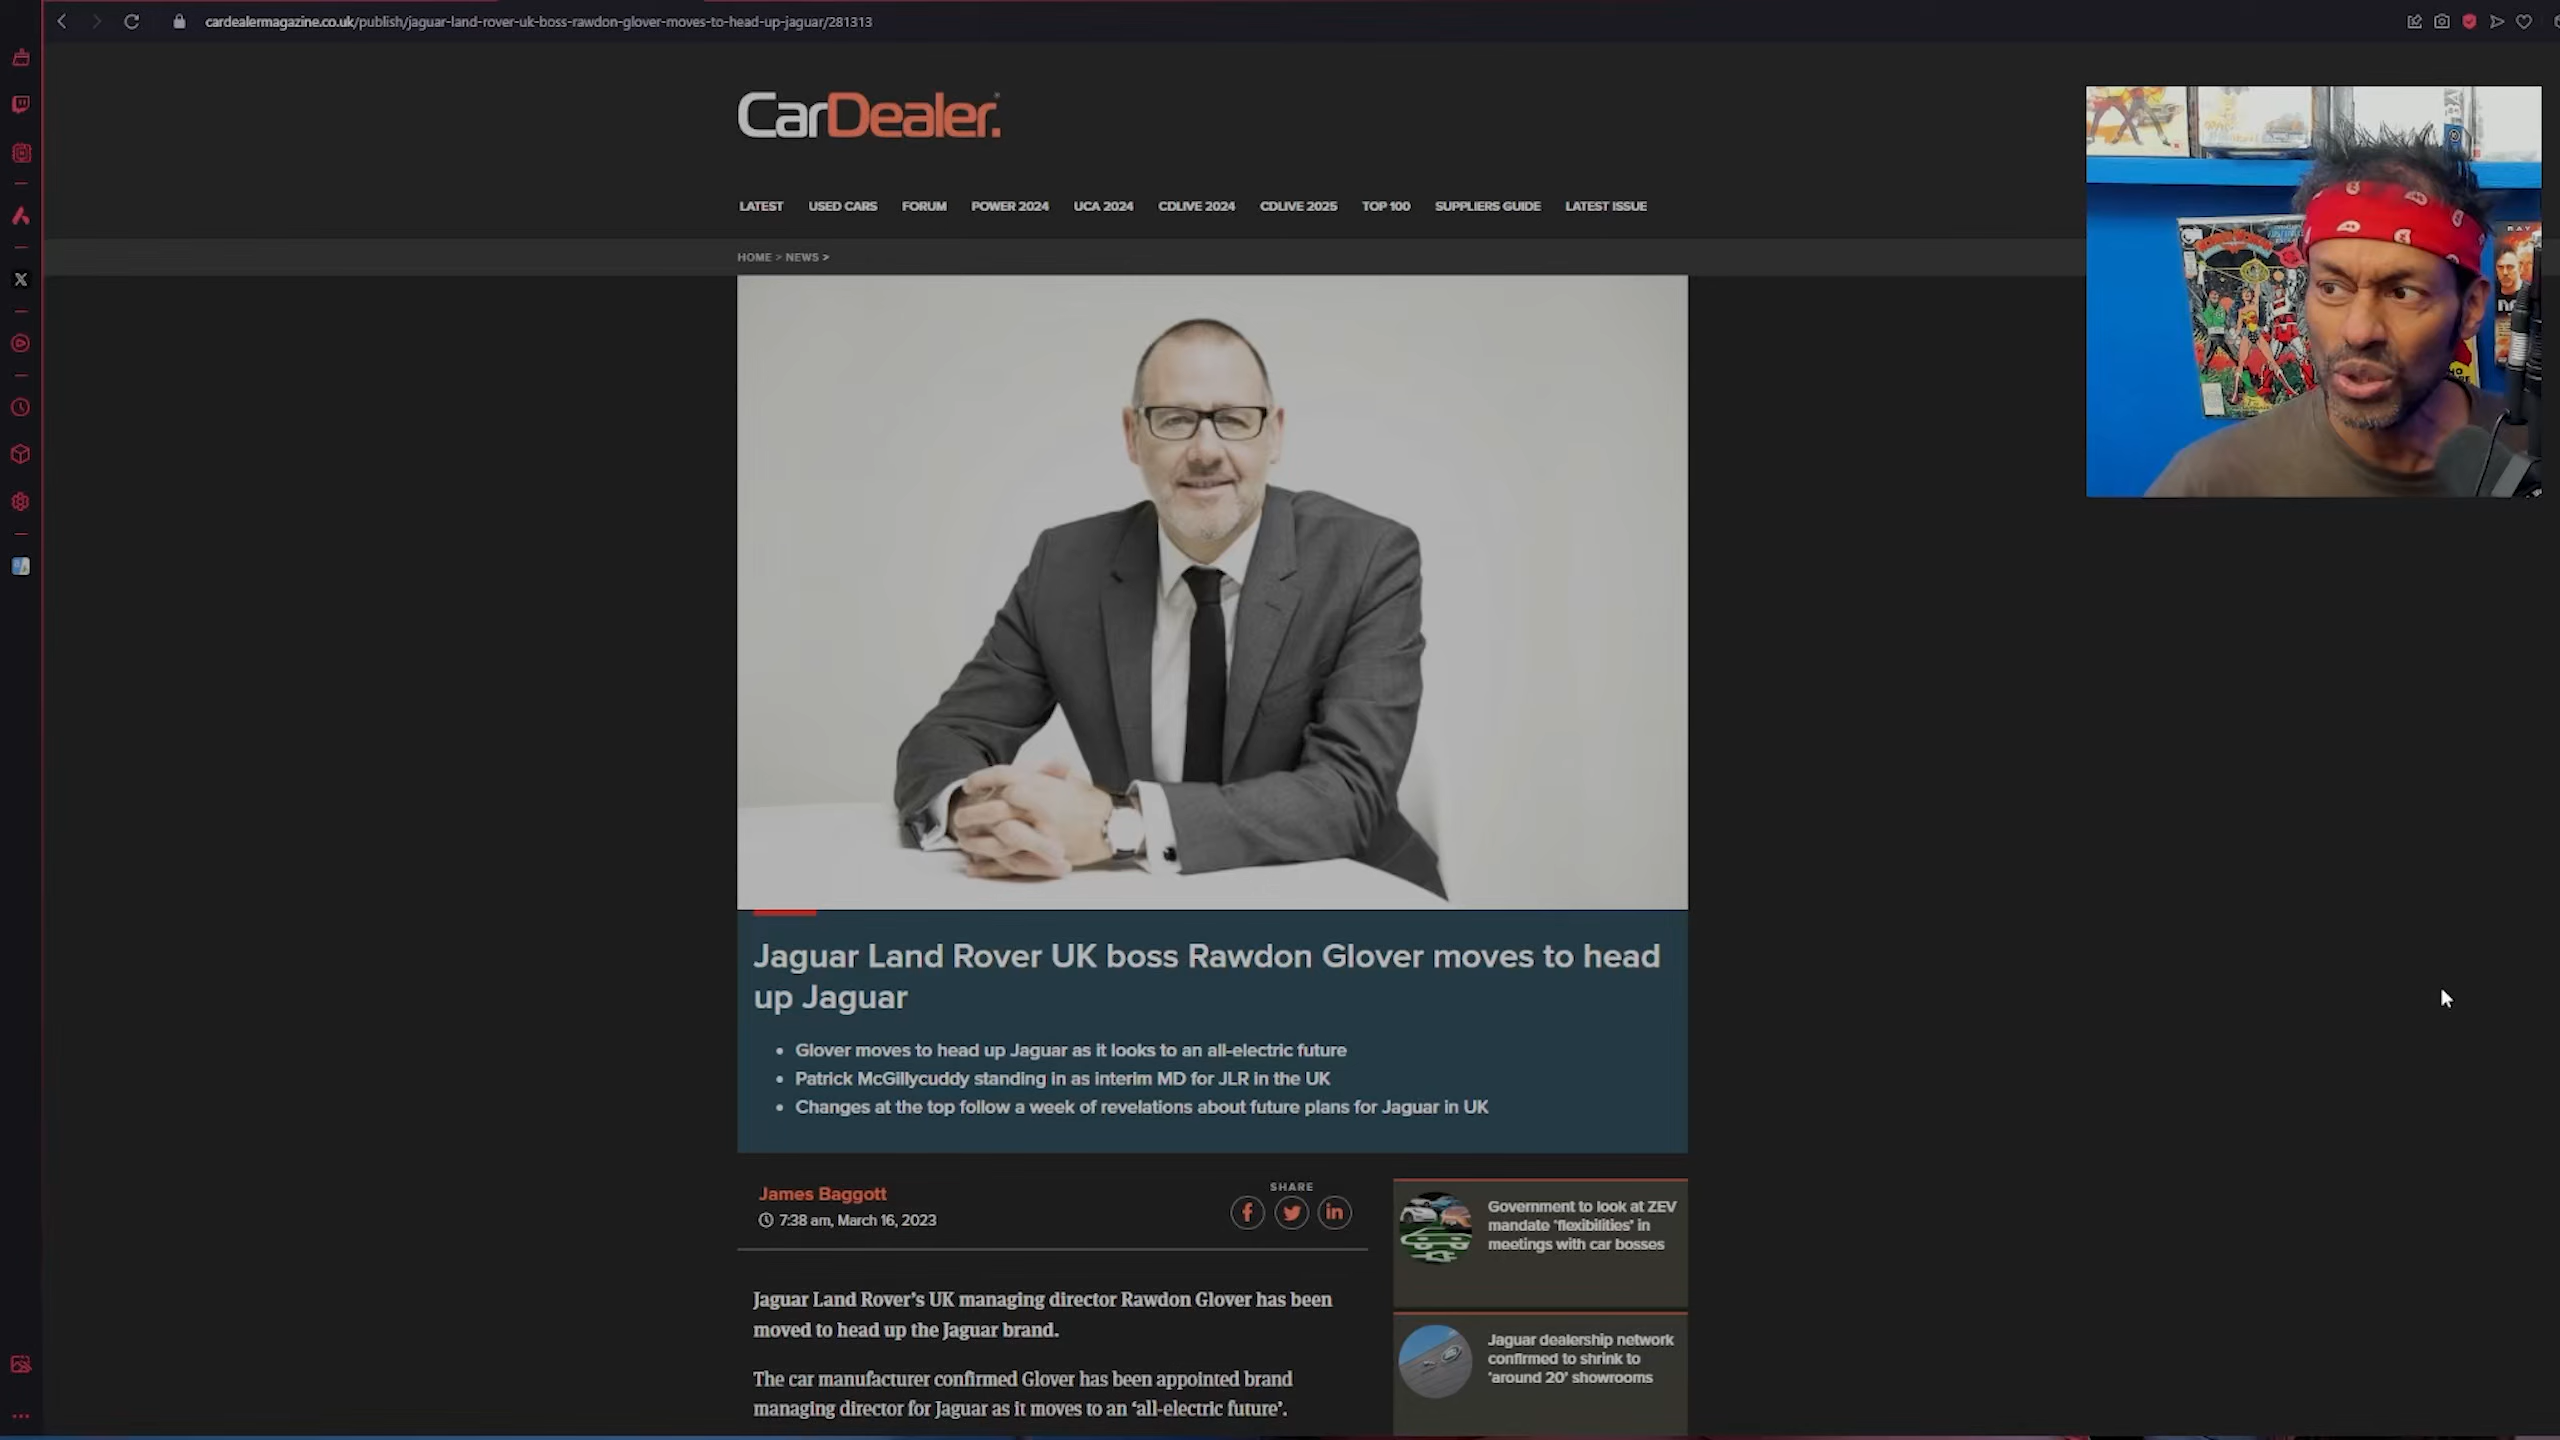 cardealermagazine.co.uk/publish/jaguar-land-rover-uk-boss-rawdon-glover-moves-to-head-up-jaguar/281313
CarDealer.
LATEST USED CARS FORUM POWER 2024 UCA 2024 CDLIVE 2024 CDLIVE 2025 TOP 100 SUPPLIERS GUIDE LATEST ISSUE
HOME > NEWS >
Jaguar Land Rover UK boss Rawdon Glover moves to head
up Jaguar
• Glover moves to head up Jaguar as it looks to an all-electric future
• Patrick McGillycuddy standing in as interim MD for JLR in the UK
• Changes at the top follow a week of revelations about future plans for Jaguar in UK
James Baggott
7:38 am, March 16, 2023
SHARE
Jaguar Land Rover’s UK managing director Rawdon Glover has been
moved to head up the Jaguar brand.
The car manufacturer confirmed Glover has been appointed brand
managing director for Jaguar as it moves to an ‘all-electric future’.
Government to look at ZEV
mandate ‘flexibilities’ in
meetings with car bosses
Jaguar dealership network
confirmed to shrink to
‘around 20’ showrooms